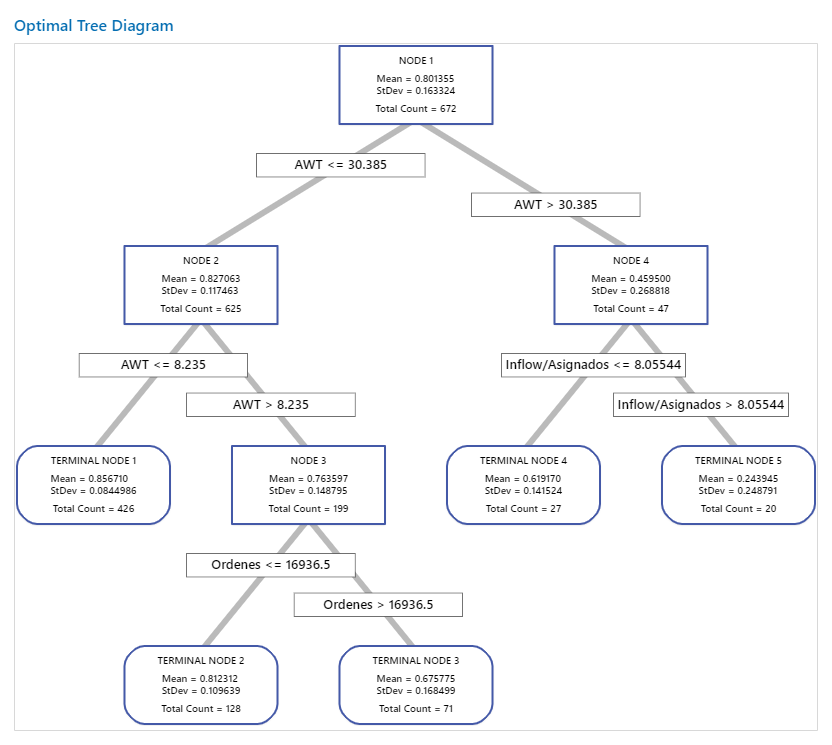 Optimal Tree Diagram
NODE 1
Mean = 0.801355
StDev = 0.163324
Total Count = 672
AWT <= 30.385
AWT > 30.385
NODE 2
Mean = 0.827063
StDev = 0.117463
Total Count = 625
NODE 4
Mean = 0.459500
StDev = 0.268818
Total Count = 47
AWT <= 8.235
AWT > 8.235
Inflow/Asignados <= 8.05544
Inflow/Asignados > 8.05544
TERMINAL NODE 1
Mean = 0.856710
StDev = 0.0844986
Total Count = 426
NODE 3
Mean = 0.763597
StDev = 0.148795
Total Count = 199
TERMINAL NODE 4
Mean = 0.619170
StDev = 0.141524
Total Count = 27
TERMINAL NODE 5
Mean = 0.243945
StDev = 0.248791
Total Count = 20
Ordenes <= 16936.5
Ordenes > 16936.5
TERMINAL NODE 2
Mean = 0.812312
StDev = 0.109639
Total Count = 128
TERMINAL NODE 3
Mean = 0.675775
StDev = 0.168499
Total Count = 71